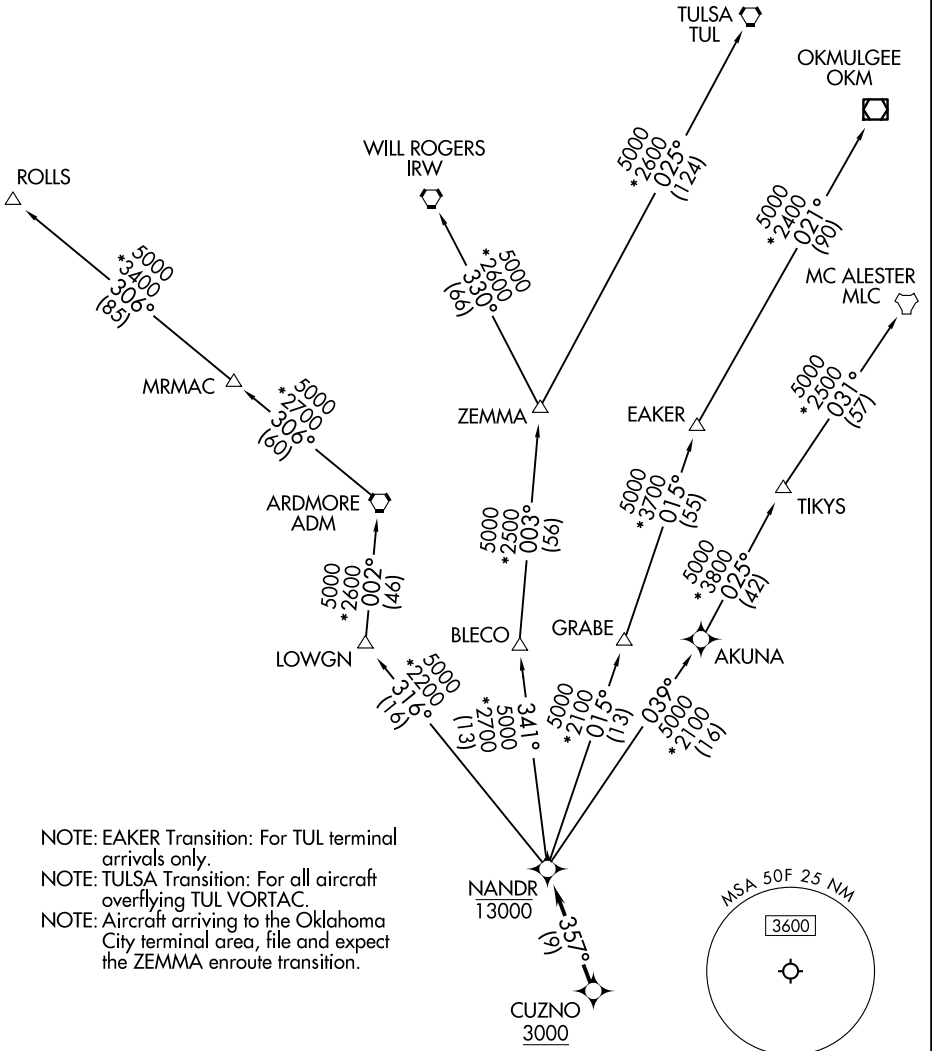 TULSA
TUL
OKMULGEE
OKM
WILL ROGERS
IRW
5000
*2600
025°
(124)
ROLLS
5000
*2400
021°
(90)
5000
*3400
306°
(85)
5000
*2600
330°
(66)
MC ALESTER
MLC
MRMAC
5000
*2700
306°
(60)
ZEMMA
EAKER
5000
*2500
031°
(57)
ARDMORE
ADM
5000
*2500
003°
(56)
5000
*3700
015°
(55)
TIKYS
5000
*2600
002°
(46)
5000
*3800
025°
(42)
LOWGN
BLECO
GRABE
AKUNA
5000
*2200
316°
(16)
341°
5000
*2700
(13)
5000
*2100
015°
(13)
039°
5000
*2100
(16)
NOTE: EAKER Transition: For TUL terminal
arrivals only.
NOTE: TULSA Transition: For all aircraft
overflying TUL VORTAC.
NOTE: Aircraft arriving to the Oklahoma
City terminal area, file and expect
the ZEMMA enroute transition.
NANDR
13000
357°
(9)
CUZNO
3000
MSA 50F 25 NM
3600